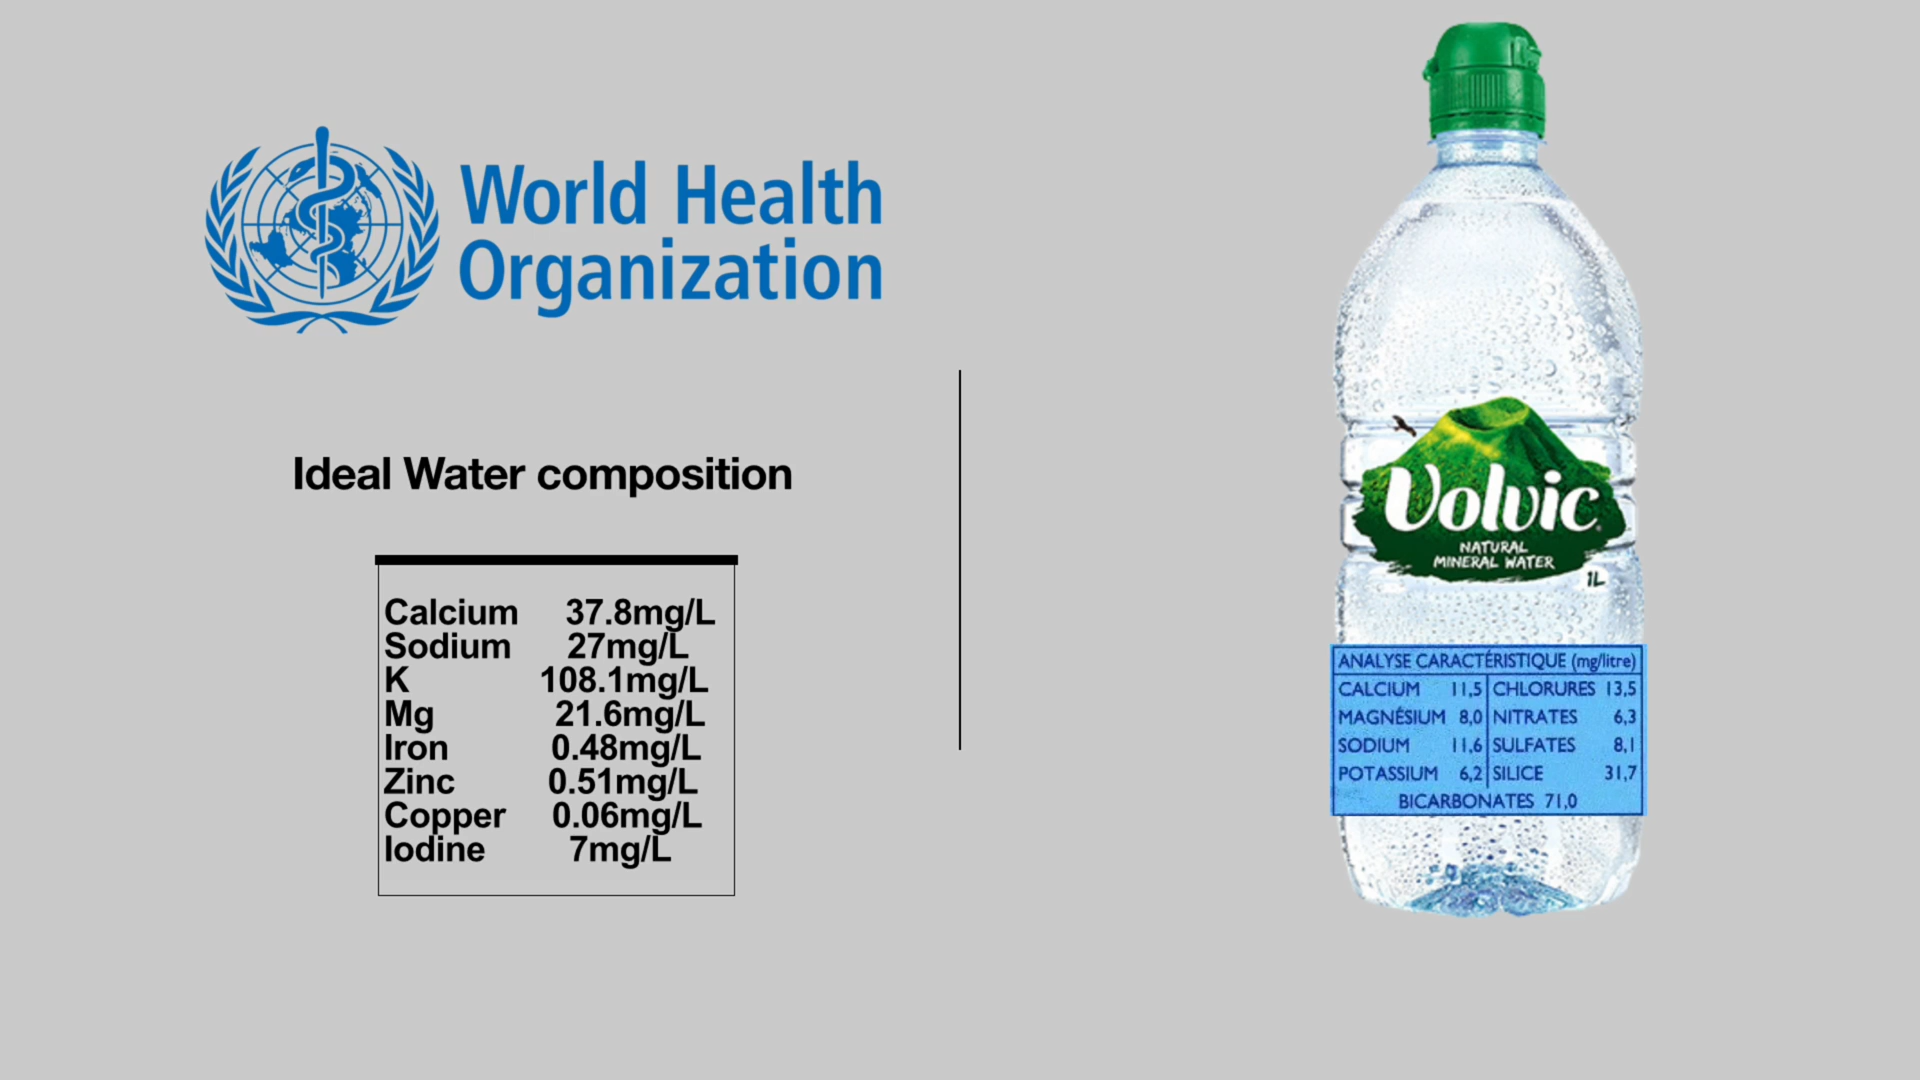 World Health
Organization
Ideal Water composition
Calcium 37.8mg/L
Sodium 27mg/L
K 108.1mg/L
Mg 21.6mg/L
Iron 0.48mg/L
Zinc 0.51mg/L
Copper 0.06mg/L
Iodine 7mg/L
Volvic
NATURAL
MINERAL WATER
1L
ANALYSE CARACTÉRISTIQUE (mg/litre)
CALCIUM 11,5 CHLORURES 13,5
MAGNÉSIUM 8,0 NITRATES 6,3
SODIUM 11,6 SULFATES 8,1
POTASSIUM 6,2 SILICE 31,7
BICARBONATES 71,0